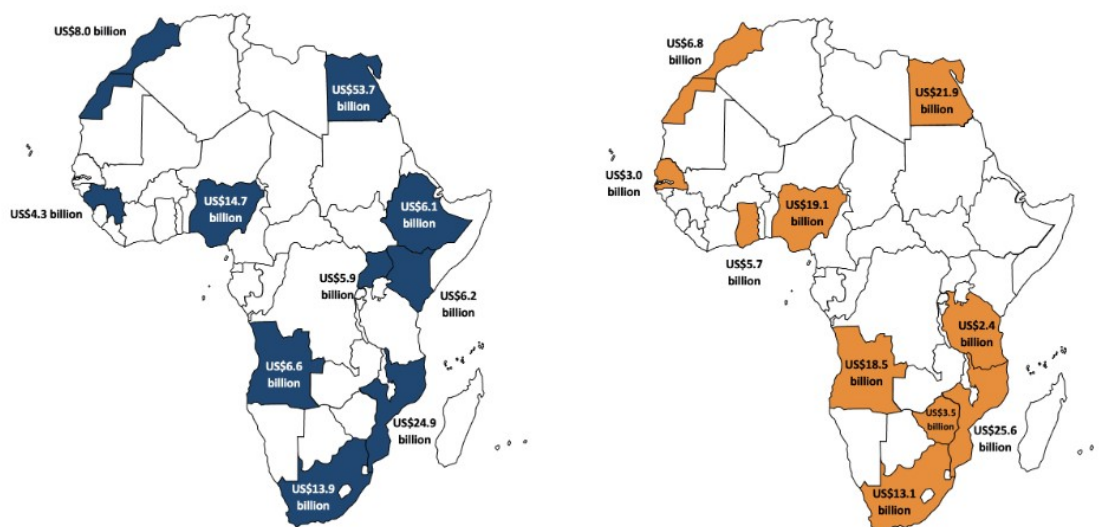 US$8.0 billion
US$53.7
billion
US$4.3 billion
US$14.7
billion
US$6.1
billion
US$5.9
billion
US$6.2
billion
US$6.6
billion
US$24.9
billion
US$13.9
billion
US$6.8
billion
US$21.9
billion
US$3.0
billion
US$19.1
billion
US$5.7
billion
US$2.4
billion
US$18.5
billion
US$3.5
billion
US$25.6
billion
US$13.1
billion